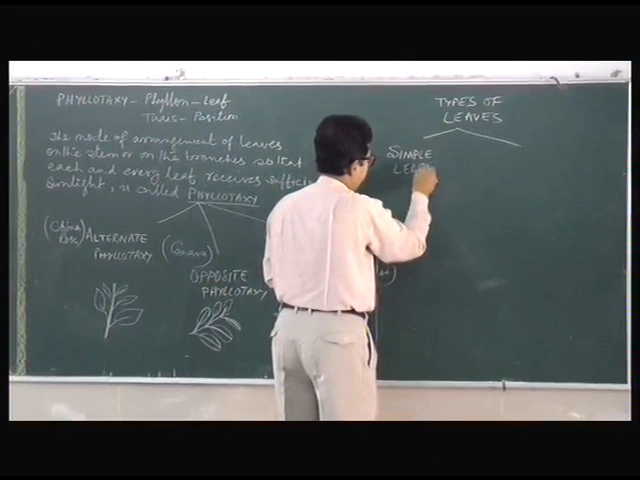 PHYLLOTAXY - Phyllon - Leaf
Taxis - Position
The mode of arrangement of leaves
on the stem or on the branches so that
each and every leaf receives
Sunlight, is called PHYLLOTAXY
(China rose) ALTERNATE
PHYLLOTAXY
(Guava)
OPPOSITE
PHYLLOTAXY
TYPES OF
LEAVES
SIMPLE